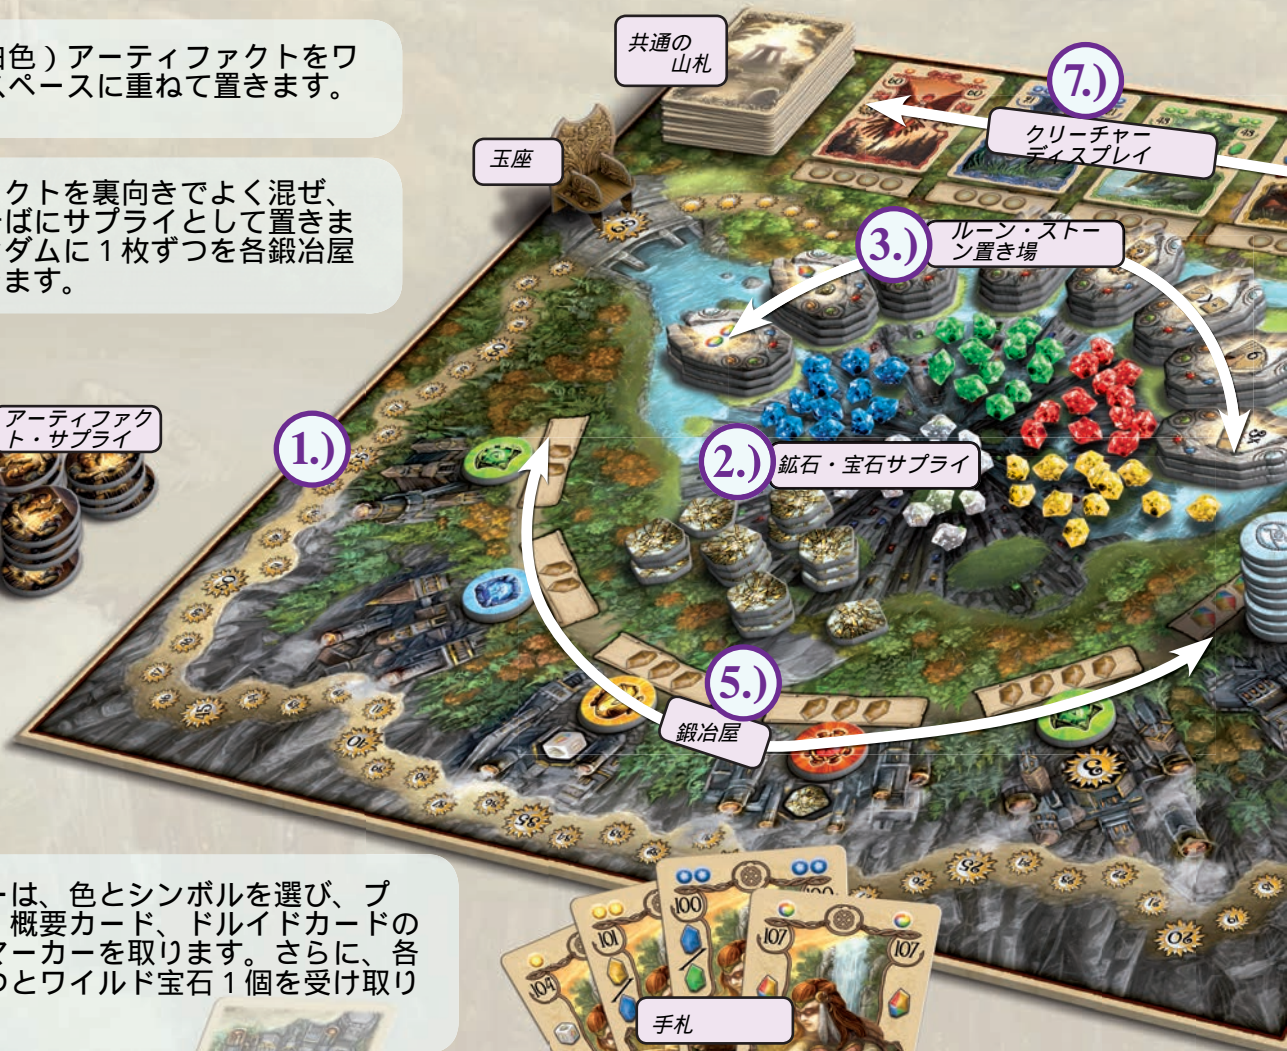 白色）アーティファクトをワ
スペースに重ねて置きます。
クトを裏向きでよく混ぜ、
ばにサプライとして置きま
ダムに１枚ずつを各鍛冶屋
ます。
アーティファク
ト・サプライ
共通の
山札
玉座
7.)
クリーチャー
ディスプレイ
3.)
ルーン・ストー
ン置き場
1.)
2.)
鉱石・宝石サプライ
5.)
鍛冶屋
ーは、色とシンボルを選び、プ
概要カード、ドルイドカードの
マーカーを取ります。さらに、各
つとワイルド宝石１個を受け取り
104
101
100
107
107
手札